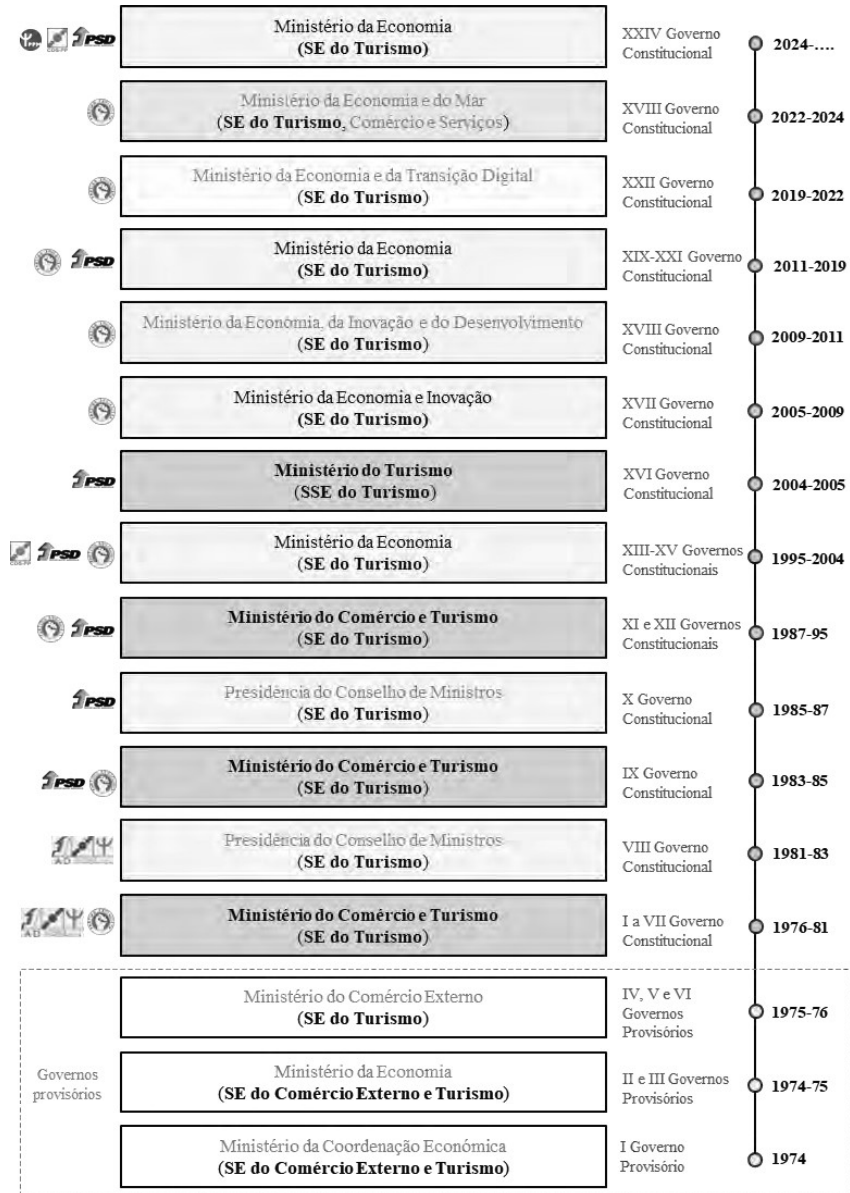 PSD
Ministério da Economia
(SE do Turismo)
XXIV Governo
Constitucional
2024-....
Ministério da Economia e do Mar
(SE do Turismo, Comércio e Serviços)
XVIII Governo
Constitucional
2022-2024
Ministério da Economia e da Transição Digital
(SE do Turismo)
XXII Governo
Constitucional
2019-2022
PSD
Ministério da Economia
(SE do Turismo)
XIX-XXI Governo
Constitucional
2011-2019
Ministério da Economia, da Inovação e do Desenvolvimento
(SE do Turismo)
XVIII Governo
Constitucional
2009-2011
Ministério da Economia e Inovação
(SE do Turismo)
XVII Governo
Constitucional
2005-2009
PSD
Ministério do Turismo
(SSE do Turismo)
XVI Governo
Constitucional
2004-2005
PSD
Ministério da Economia
(SE do Turismo)
XIII-XV Governos
Constitucionais
1995-2004
PSD
Ministério do Comércio e Turismo
(SE do Turismo)
XI e XII Governos
Constitucionais
1987-95
PSD
Presidência do Conselho de Ministros
(SE do Turismo)
X Governo
Constitucional
1985-87
PSD
Ministério do Comércio e Turismo
(SE do Turismo)
IX Governo
Constitucional
1983-85
AD
Presidência do Conselho de Ministros
(SE do Turismo)
VIII Governo
Constitucional
1981-83
AD
Ministério do Comércio e Turismo
(SE do Turismo)
I a VII Governo
Constitucional
1976-81
Governos
provisórios
Ministério do Comércio Externo
(SE do Turismo)
IV, V e VI
Governos
Provisórios
1975-76
Ministério da Economia
(SE do Comércio Externo e Turismo)
II e III Governos
Provisórios
1974-75
Ministério da Coordenação Económica
(SE do Comércio Externo e Turismo)
I Governo
Provisório
1974